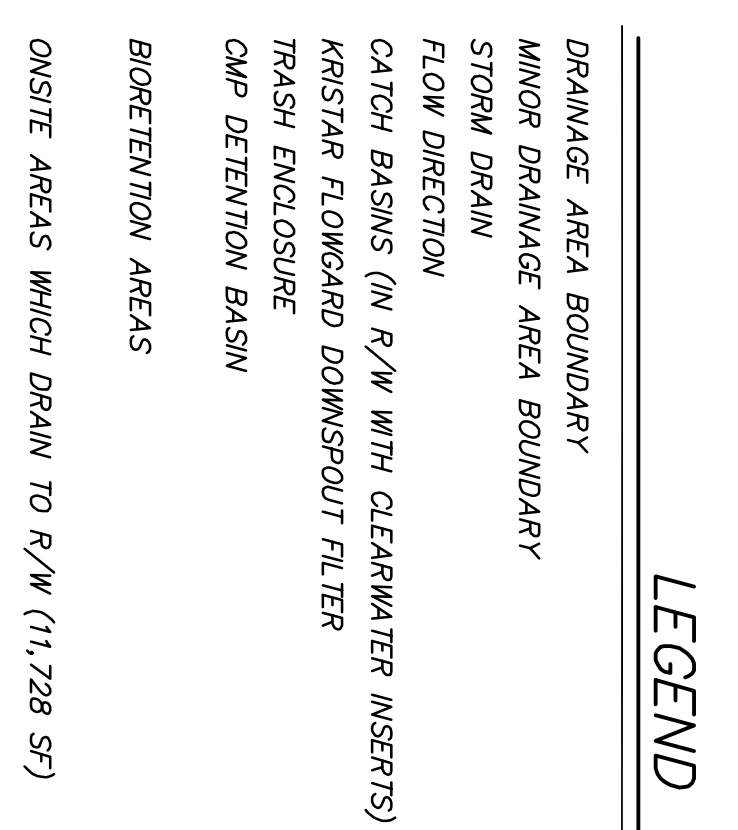 LEGEND
DRAINAGE AREA BOUNDARY
MINOR DRAINAGE AREA BOUNDARY
STORM DRAIN
FLOW DIRECTION
CATCH BASINS (IN R/W WITH CLEARWATER INSERTS)
KRISTAR FLOWGARD DOWNSPOUT FILTER
TRASH ENCLOSURE
CMP DETENTION BASIN
BIORETENTION AREAS
ONSITE AREAS WHICH DRAIN TO R/W (11,728 SF)